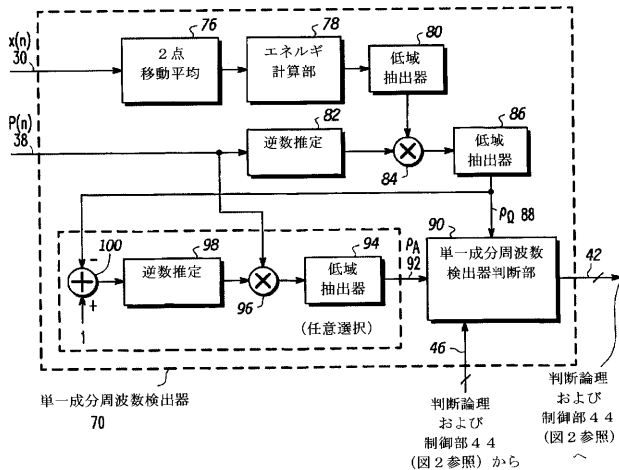 x(n)
30
76
2点
移動平均
78
エネルギ
計算部
80
低域
抽出器
P(n)
38
82
逆数推定
84
86
低域
抽出器
ρΩ 88
100
−
+
1
98
逆数推定
96
94
低域
抽出器
(任意選択)
ρA
92
90
単一成分周波数
検出器判断部
42
46
単一成分周波数検出器
70
判断論理
および
制御部44
(図2参照) から
判断論理
および
制御部44
(図2参照)
へ